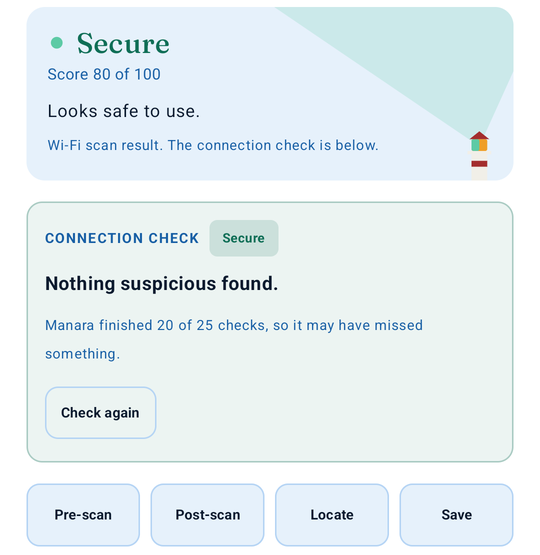 Secure
Score 80 of 100
Looks safe to use.
Wi-Fi scan result. The connection check is below.
CONNECTION CHECK Secure
Nothing suspicious found.
Manara finished 20 of 25 checks, so it may have missed
something.
Check again
Pre-scan Post-scan Locate Save